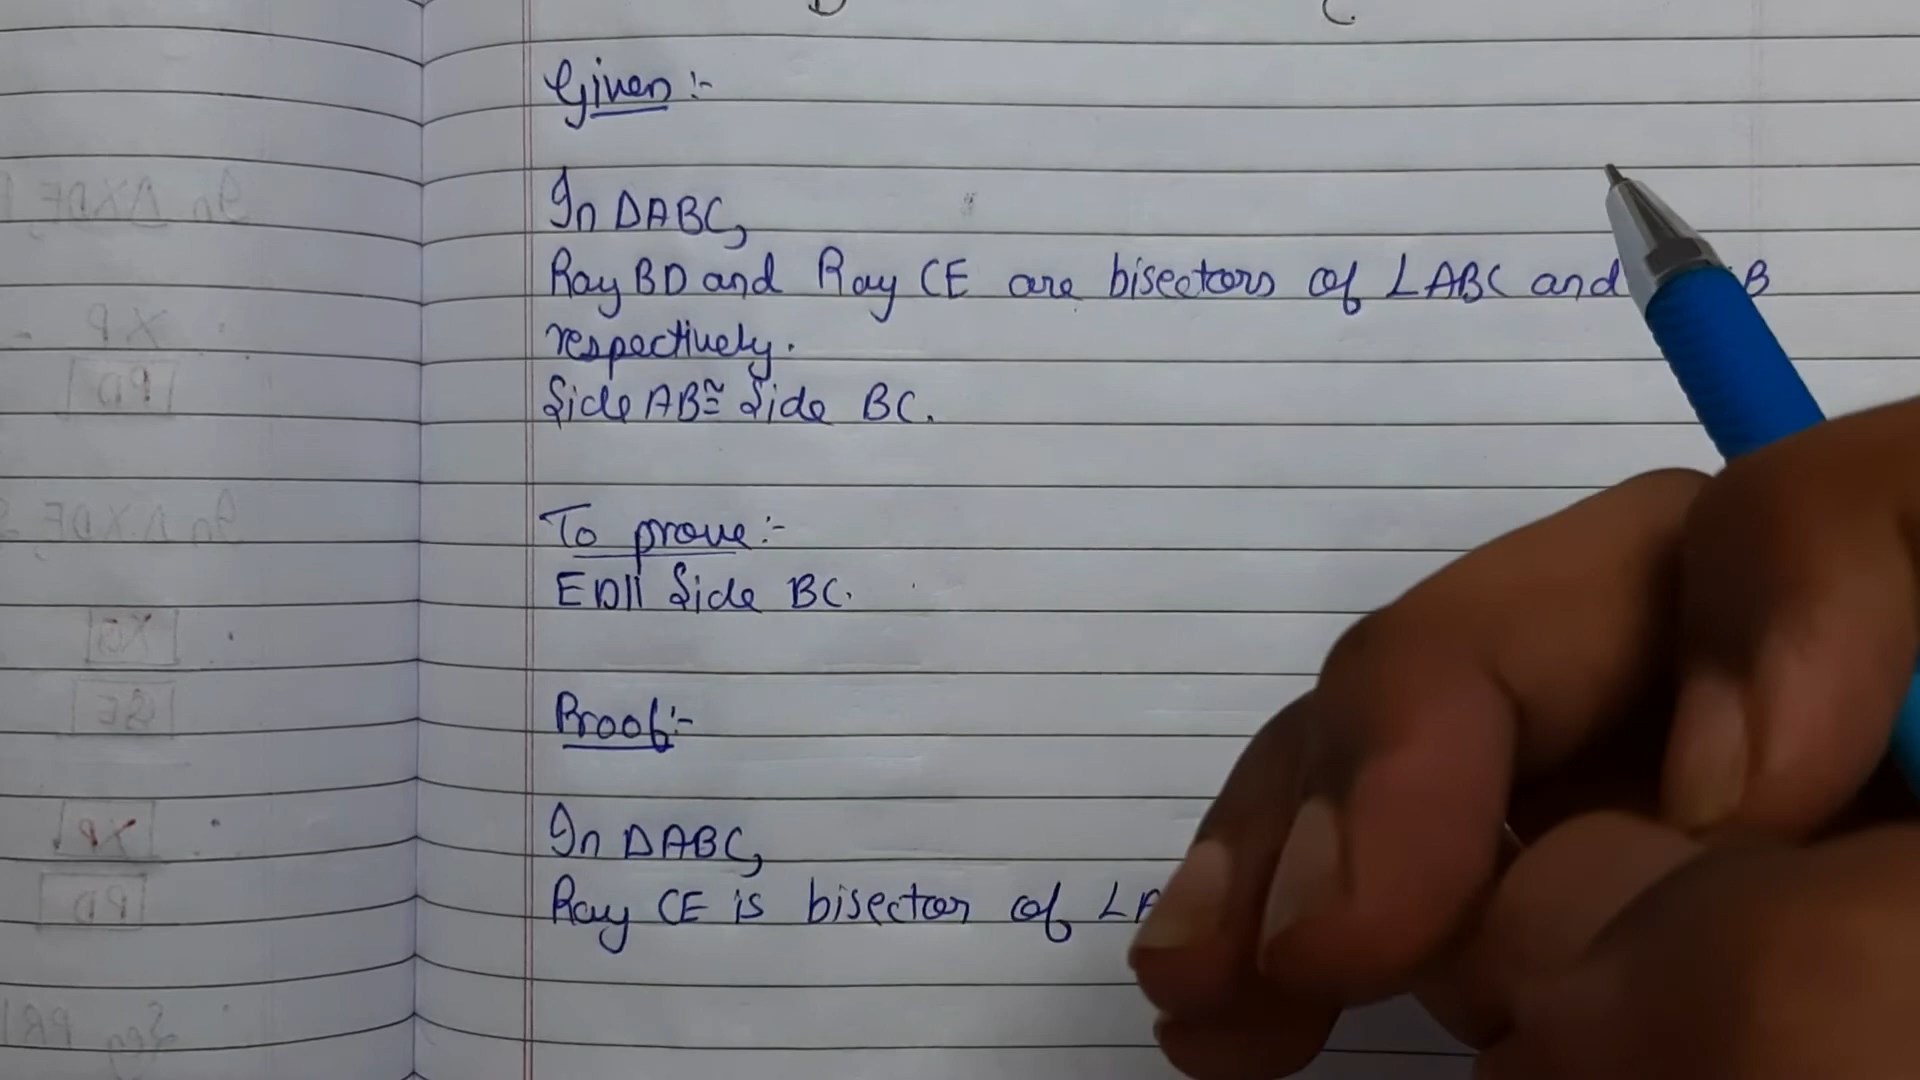 Given :-
In ΔABC,
Ray BD and Ray CE are bisectors of ∠ABC and B
respectively.
Side AB ≅ Side BC.
To prove :-
ED || Side BC.
Proof :-
In ΔABC,
Ray CE is bisector of ∠A